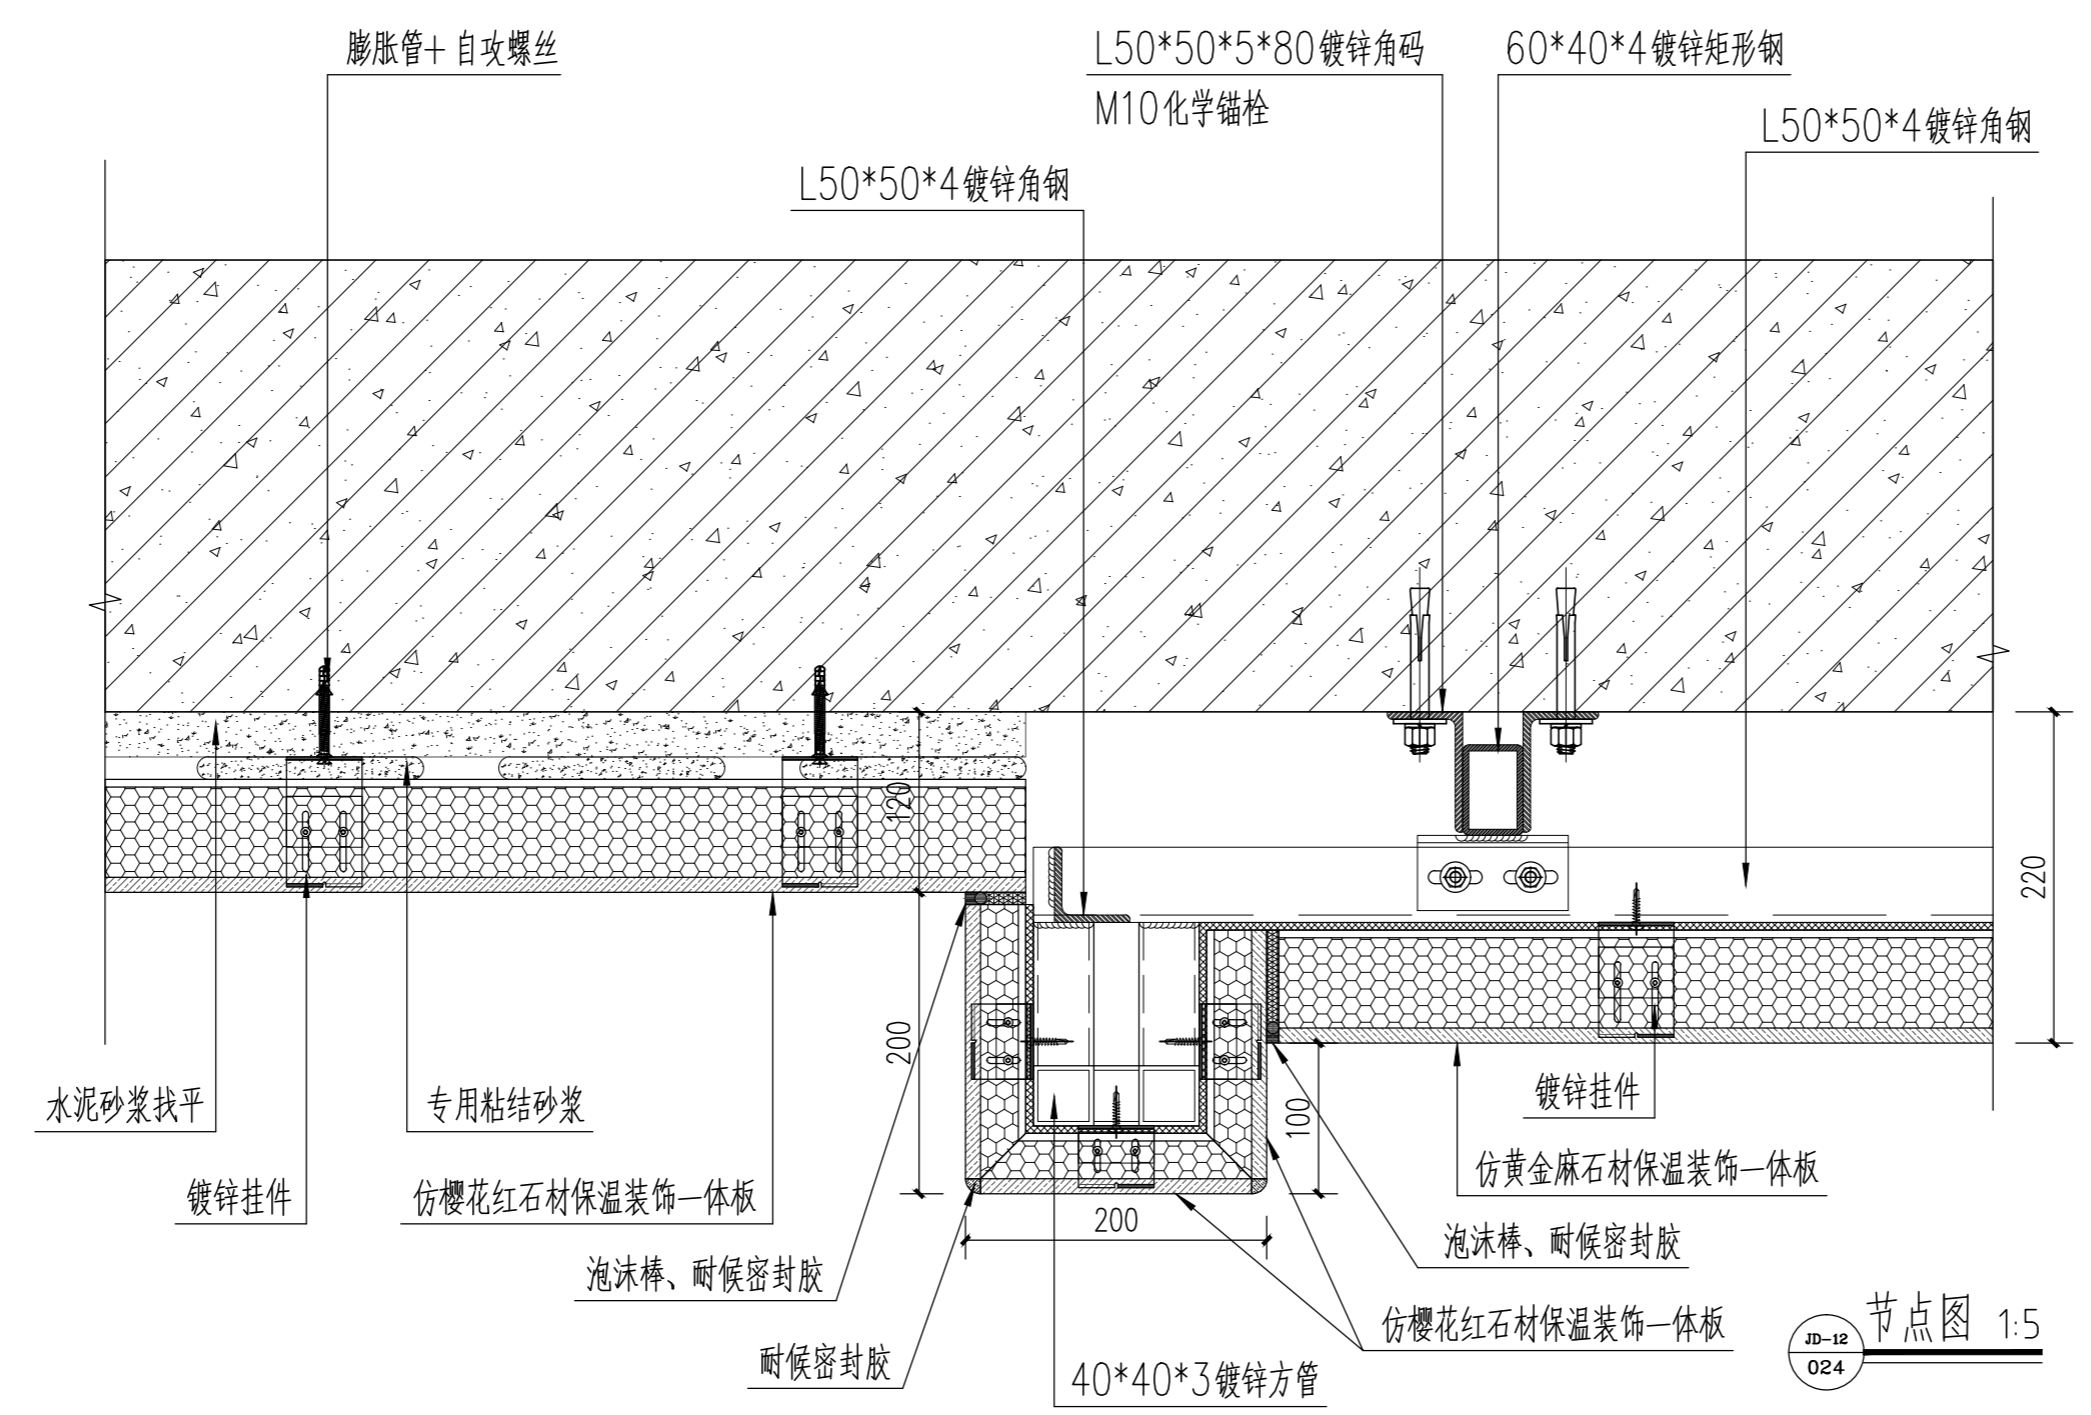 膨胀管+自攻螺丝
L50*50*5*80镀锌角码
M10化学锚栓
60*40*4镀锌矩形钢
L50*50*4镀锌角钢
L50*50*4镀锌角钢
120
220
200
100
200
水泥砂浆找平
专用粘结砂浆
镀锌挂件
镀锌挂件
仿樱花红石材保温装饰一体板
仿黄金麻石材保温装饰一体板
泡沫棒、耐候密封胶
泡沫棒、耐候密封胶
耐候密封胶
仿樱花红石材保温装饰一体板
40*40*3镀锌方管
JD-12
024
节点图 1:5